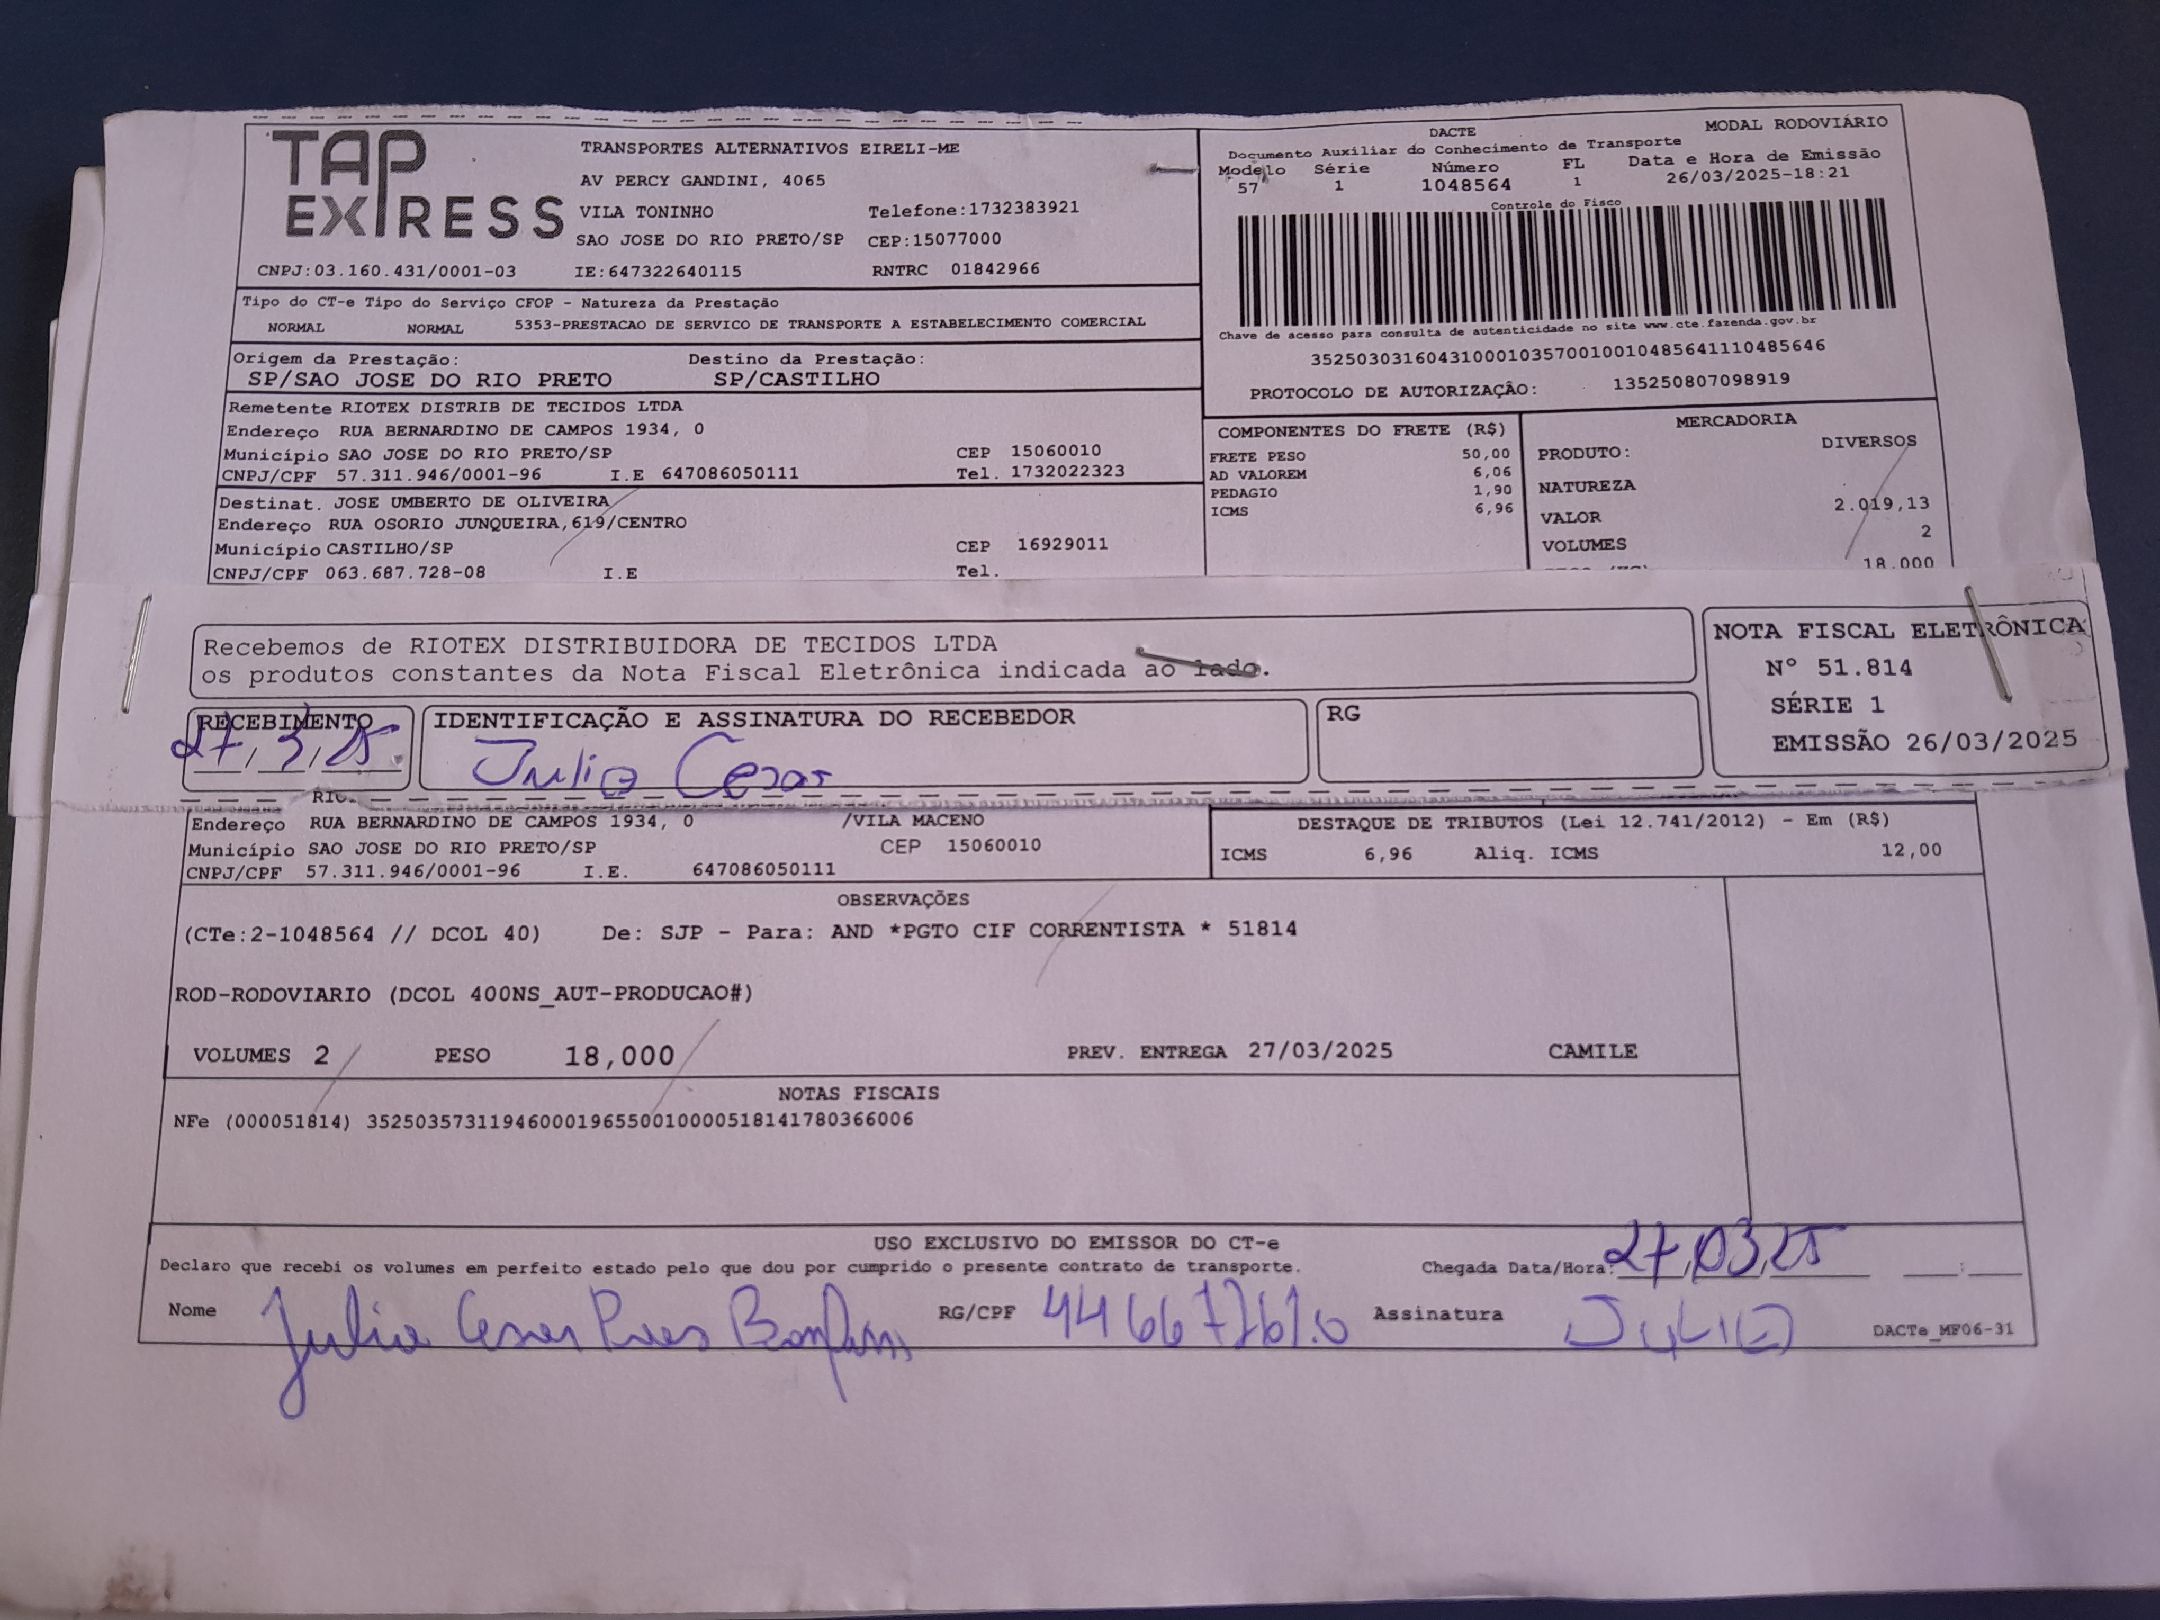 TAP EXPRESS
TRANSPORTES ALTERNATIVOS EIRELI-ME
AV PERCY GANDINI, 4065
VILA TONINHO Telefone:1732383921
SAO JOSE DO RIO PRETO/SP CEP:15077000
CNPJ:03.160.431/0001-03 IE:647322640115 RNTRC 01842966
DACTE MODAL RODOVIÁRIO
Documento Auxiliar do Conhecimento de Transporte
Modelo Série Número FL Data e Hora de Emissão
57 1 1048564 1 26/03/2025-18:21
Controle do Fisco
Chave de acesso para consulta de autenticidade no site www.cte.fazenda.gov.br
35250303160431000103570010010485641110485646
PROTOCOLO DE AUTORIZAÇÃO: 135250807098919
Tipo do CT-e Tipo do Serviço CFOP - Natureza da Prestação
NORMAL NORMAL 5353-PRESTACAO DE SERVICO DE TRANSPORTE A ESTABELECIMENTO COMERCIAL
Origem da Prestação: Destino da Prestação:
SP/SAO JOSE DO RIO PRETO SP/CASTILHO
Remetente RIOTEX DISTRIB DE TECIDOS LTDA
Endereço RUA BERNARDINO DE CAMPOS 1934, 0
Município SAO JOSE DO RIO PRETO/SP CEP 15060010
CNPJ/CPF 57.311.946/0001-96 I.E 647086050111 Tel. 1732022323
Destinat. JOSE UMBERTO DE OLIVEIRA
Endereço RUA OSORIO JUNQUEIRA,619/CENTRO
Município CASTILHO/SP CEP 16929011
CNPJ/CPF 063.687.728-08 I.E Tel.
COMPONENTES DO FRETE (R$)
FRETE PESO 50,00
AD VALOREM 6,06
PEDAGIO 1,90
ICMS 6,96
MERCADORIA
PRODUTO: DIVERSOS
NATUREZA
VALOR 2.019,13
VOLUMES 2
18,000
Recebemos de RIOTEX DISTRIBUIDORA DE TECIDOS LTDA
os produtos constantes da Nota Fiscal Eletrônica indicada ao lado.
NOTA FISCAL ELETRÔNICA
N° 51.814
SÉRIE 1
EMISSÃO 26/03/2025
RECEBIMENTO IDENTIFICAÇÃO E ASSINATURA DO RECEBEDOR RG
27/3/25 Julio Cesar
Endereço RUA BERNARDINO DE CAMPOS 1934, 0 /VILA MACENO
Município SAO JOSE DO RIO PRETO/SP CEP 15060010
CNPJ/CPF 57.311.946/0001-96 I.E. 647086050111
DESTAQUE DE TRIBUTOS (Lei 12.741/2012) - Em (R$)
ICMS 6,96 Aliq. ICMS 12,00
OBSERVAÇÕES
(CTe:2-1048564 // DCOL 40) De: SJP - Para: AND *PGTO CIF CORRENTISTA * 51814
ROD-RODOVIARIO (DCOL 400NS_AUT-PRODUCAO#)
VOLUMES 2 PESO 18,000 PREV. ENTREGA 27/03/2025 CAMILE
NOTAS FISCAIS
NFe (000051814) 35250357311946000196550010000518141780366006
USO EXCLUSIVO DO EMISSOR DO CT-e
Declaro que recebi os volumes em perfeito estado pelo que dou por cumprido o presente contrato de transporte. Chegada Data/Hora: 27/03/25
Nome Julio Cesar RG/CPF Assinatura JULIO
DACTe_MF06-31